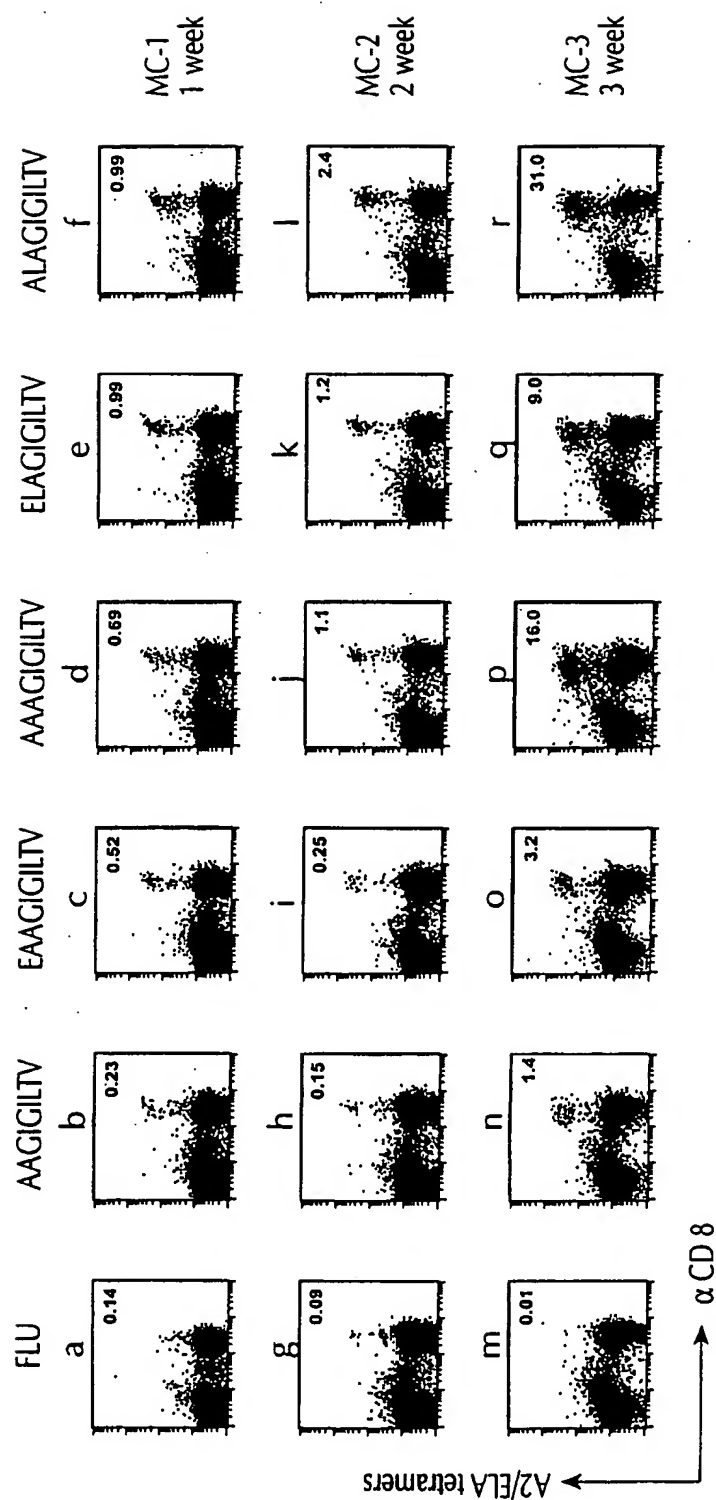 FLU AAGIGILTV EAAGIGILTV AAAGIGILTV ELAGIGILTV ALAGIGILTV
a b c d e f
0.14 0.23 0.52 0.69 0.99 0.99
MC-1
1 week
g h i j k l
0.09 0.15 0.25 1.1 1.2 2.4
MC-2
2 week
m n o p q r
0.01 1.4 3.2 16.0 9.0 31.0
MC-3
3 week
A2/ELA tetramers
α CD 8